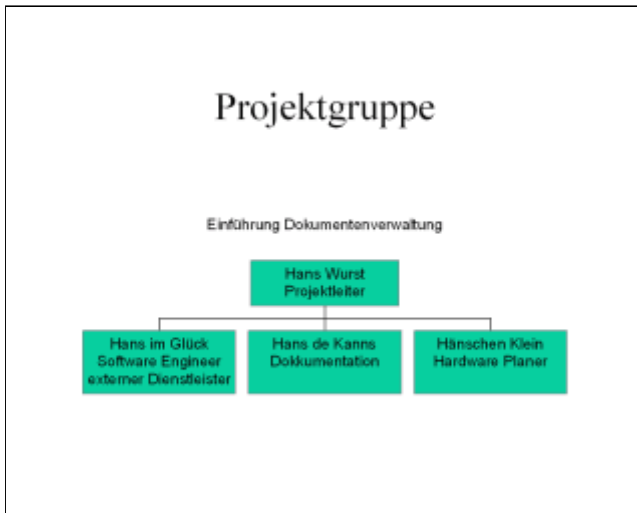 Projektgruppe
Einführung Dokumentenverwaltung
Hans Wurst
Projektleiter
Hans im Glück
Software Engineer
externer Dienstleister
Hans de Kanns
Dokkumentation
Hänschen Klein
Hardware Planer